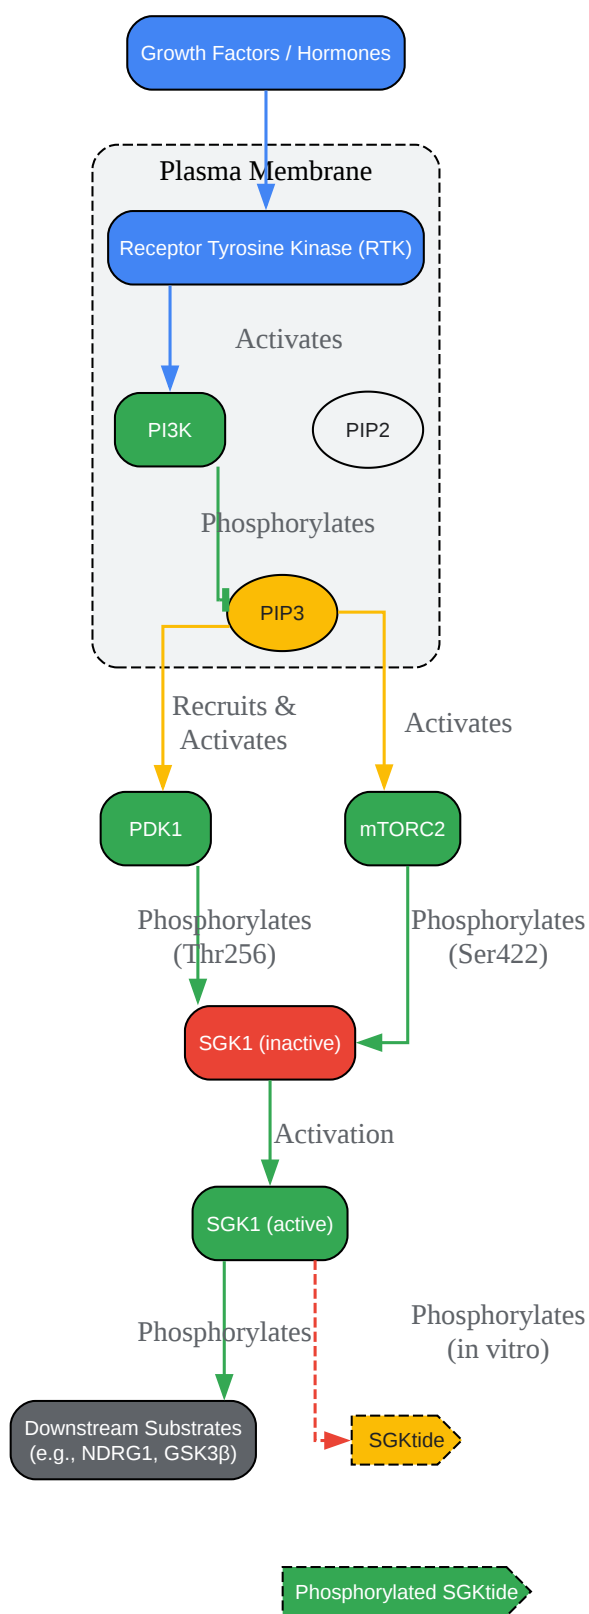 Growth Factors / Hormones
Plasma Membrane
Receptor Tyrosine Kinase (RTK)
Activates
PI3K
PIP2
Phosphorylates
PIP3
Recruits &
Activates
Activates
PDK1
mTORC2
Phosphorylates
(Thr256)
Phosphorylates
(Ser422)
SGK1 (inactive)
Activation
SGK1 (active)
Phosphorylates
Phosphorylates
(in vitro)
Downstream Substrates
(e.g., NDRG1, GSK3β)
SGKtide
Phosphorylated SGKtide